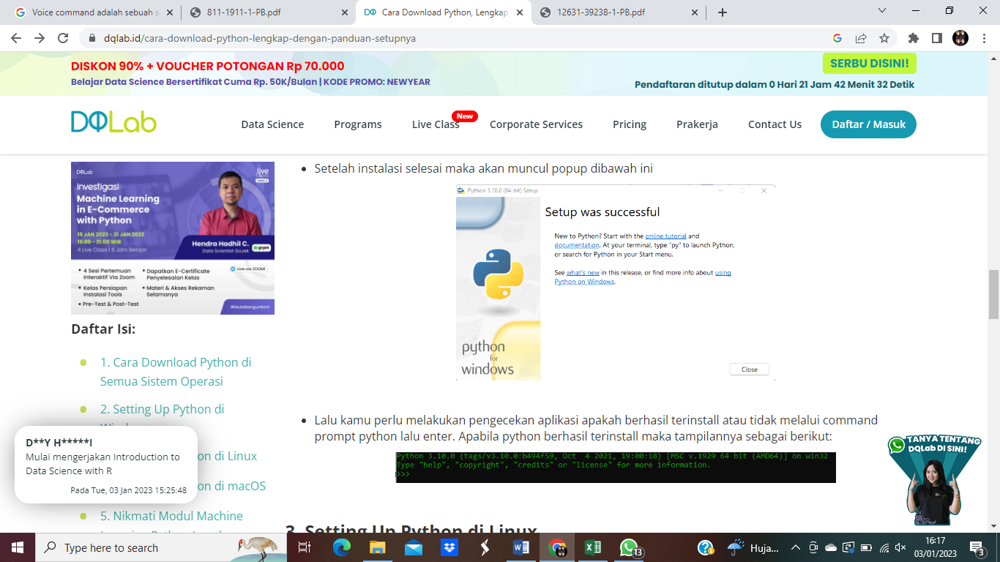 Voice command adalah sebuah s
811-1911-1-PB.pdf
Cara Download Python, Lengkap
12631-39238-1-PB.pdf
dqlab.id/cara-download-python-lengkap-dengan-panduan-setupnya
DISKON 90% + VOUCHER POTONGAN Rp 70.000
Belajar Data Science Bersertifikat Cuma Rp. 50K/Bulan | KODE PROMO: NEWYEAR
SERBU DISINI!
Pendaftaran ditutup dalam 0 Hari 21 Jam 42 Menit 32 Detik
DQLab
Data Science
Programs
Live Class
New
Corporate Services
Pricing
Prakerja
Contact Us
Daftar / Masuk
DQLab
live class
Investigasi
Machine Learning
in E-Commerce
with Python
19 JAN 2023 - 31 JAN 2023
19.00 - 21.00 WIB
4 Live Class | 8 Jam Belajar
Hendra Hadhil C.
Data Scientist GoJek
gojek
Live via ZOOM!
• 4 Sesi Pertemuan
Interaktif Via Zoom
• Kelas Persiapan
Instalasi Tools
• Pre-Test & Post-Test
• Dapatkan E-Certificate
Penyelesaian Kelas
• Materi & Akses Rekaman
Selamanya
#MulaiBangunKarir
Daftar Isi:
1. Cara Download Python di
Semua Sistem Operasi
2. Setting Up Python di
on di Linux
on di macOS
5. Nikmati Modul Machine
D**Y H*****I
Mulai mengerjakan Introduction to
Data Science with R
Pada Tue, 03 Jan 2023 15:25:48
• Setelah instalasi selesai maka akan muncul popup dibawah ini
Python 3.10.0 (64-bit) Setup
Setup was successful
New to Python? Start with the online tutorial and
documentation. At your terminal, type "py" to launch Python,
or search for Python in your Start menu.
See what's new in this release, or find more info about using
Python on Windows.
python
for
windows
Close
• Lalu kamu perlu melakukan pengecekan aplikasi apakah berhasil terinstall atau tidak melalui command
prompt python lalu enter. Apabila python berhasil terinstall maka tampilannya sebagai berikut:
Python 3.10.0 (tags/v3.10.0:b494f59, Oct 4 2021, 19:00:18) [MSC v.1929 64 bit (AMD64)] on win32
Type "help", "copyright", "credits" or "license" for more information.
>>>
3. Setting Up Python di Linux
TANYA TENTANG
DQLab DI SINI!
Type here to search
13
Huja...
16:17
03/01/2023
3